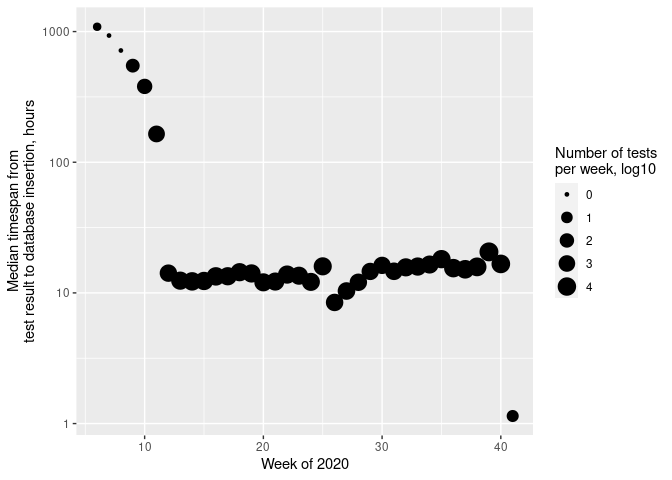 1000
100
10
1
Median timespan from
test result to database insertion, hours
10
20
30
40
Week of 2020
Number of tests
per week, log10
0
1
2
3
4